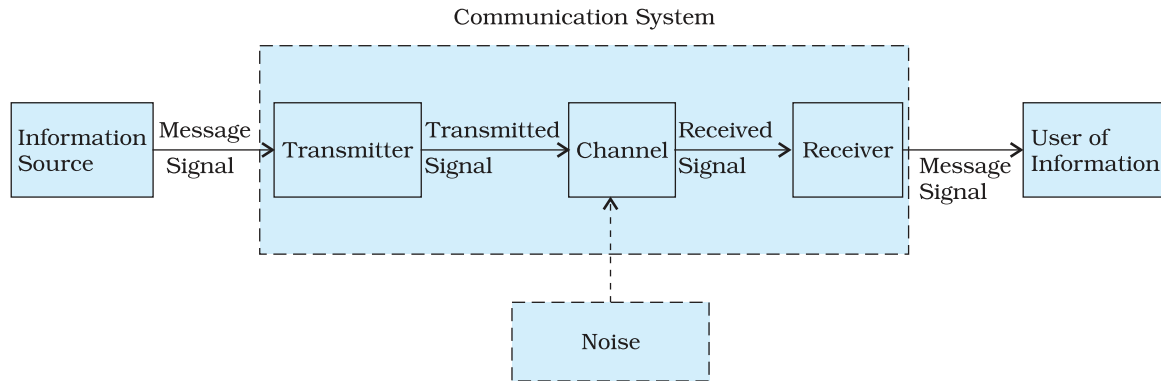 Communication System
Information
Source
Message
Signal
Transmitter
Transmitted
Signal
Channel
Received
Signal
Receiver
Message
Signal
User of
Information
Noise